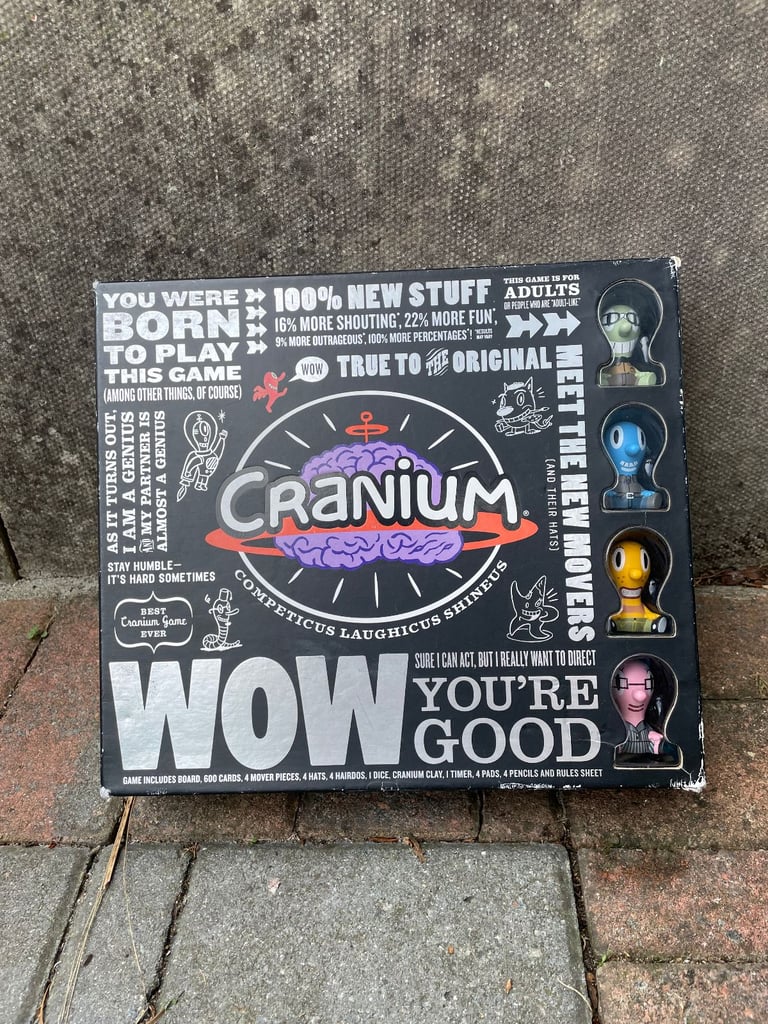 YOU WERE
BORN
TO PLAY
THIS GAME
(AMONG OTHER THINGS, OF COURSE)
100% NEW STUFF
16% MORE SHOUTING*, 22% MORE FUN*,
9% MORE OUTRAGEOUS*, 100% MORE PERCENTAGES*!
*RESULTS
MAY VARY
THIS GAME IS FOR
ADULTS
OR PEOPLE WHO ARE "ADULT-LIKE"
WOW
TRUE TO THE ORIGINAL
MEET THE NEW MOVERS
(AND THEIR HATS)
AS IT TURNS OUT,
I AM A GENIUS
AND MY PARTNER IS
ALMOST A GENIUS
STAY HUMBLE—
IT'S HARD SOMETIMES
BEST
Cranium Game
EVER
CRANIUM®
COMPETICUS LAUGHICUS SHINEUS
WOW
SURE I CAN ACT, BUT I REALLY WANT TO DIRECT
YOU'RE
GOOD
GAME INCLUDES BOARD, 600 CARDS, 4 MOVER PIECES, 4 HATS, 4 HAIRDOS, 1 DICE, CRANIUM CLAY, 1 TIMER, 4 PADS, 4 PENCILS AND RULES SHEET